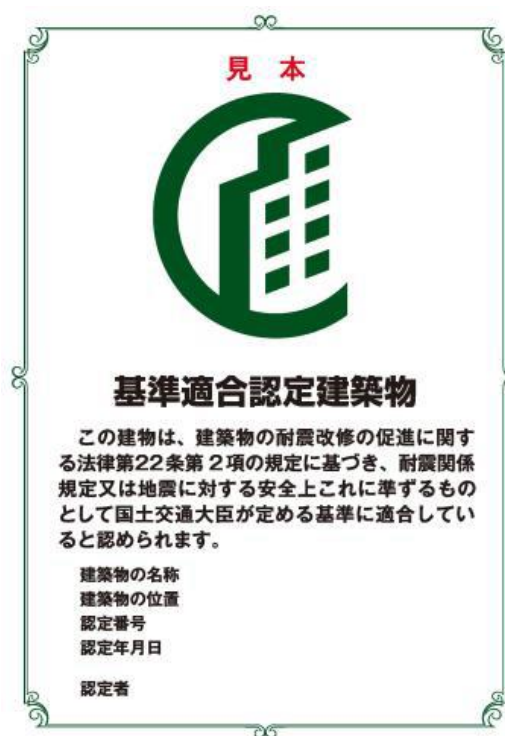 見 本
基準適合認定建築物
この建物は、建築物の耐震改修の促進に関す
る法律第22条第2項の規定に基づき、耐震関係
規定又は地震に対する安全上これに準ずるもの
として国土交通大臣が定める基準に適合してい
ると認められます。
建築物の名称
建築物の位置
認定番号
認定年月日
認定者